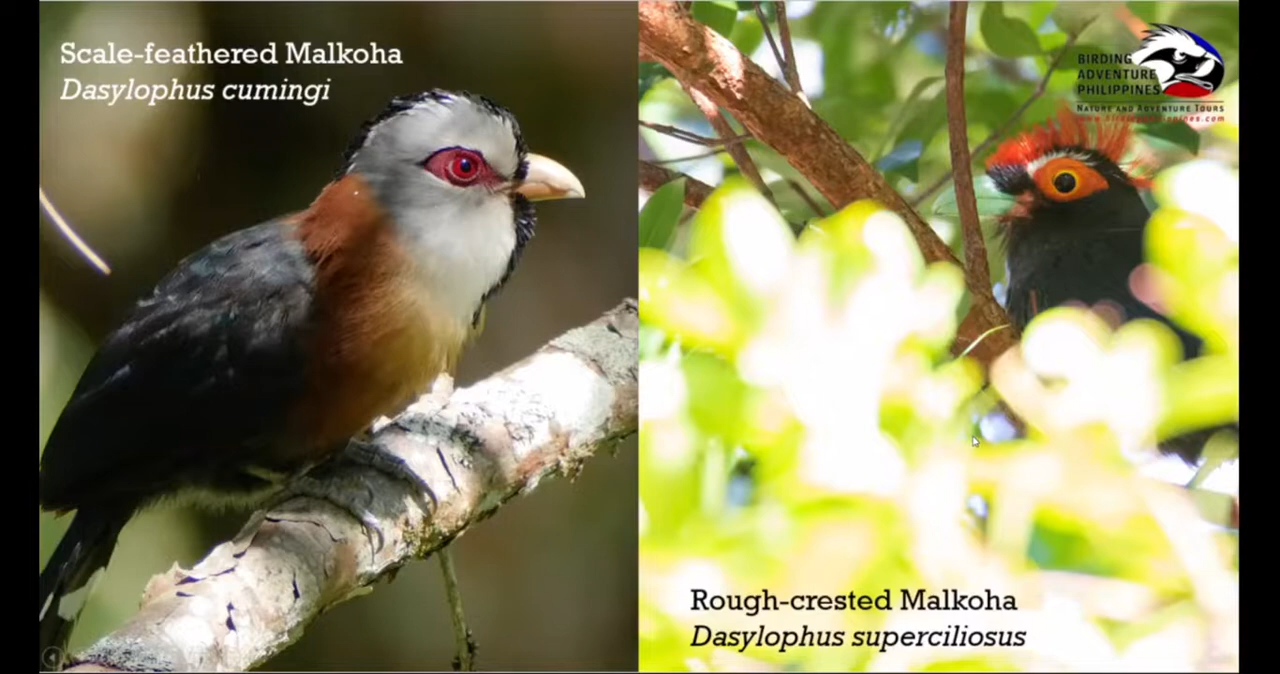 Scale-feathered Malkoha
Dasylophus cumingi
BIRDING
ADVENTURE
PHILIPPINES
NATURE AND ADVENTURE TOURS
Rough-crested Malkoha
Dasylophus superciliosus